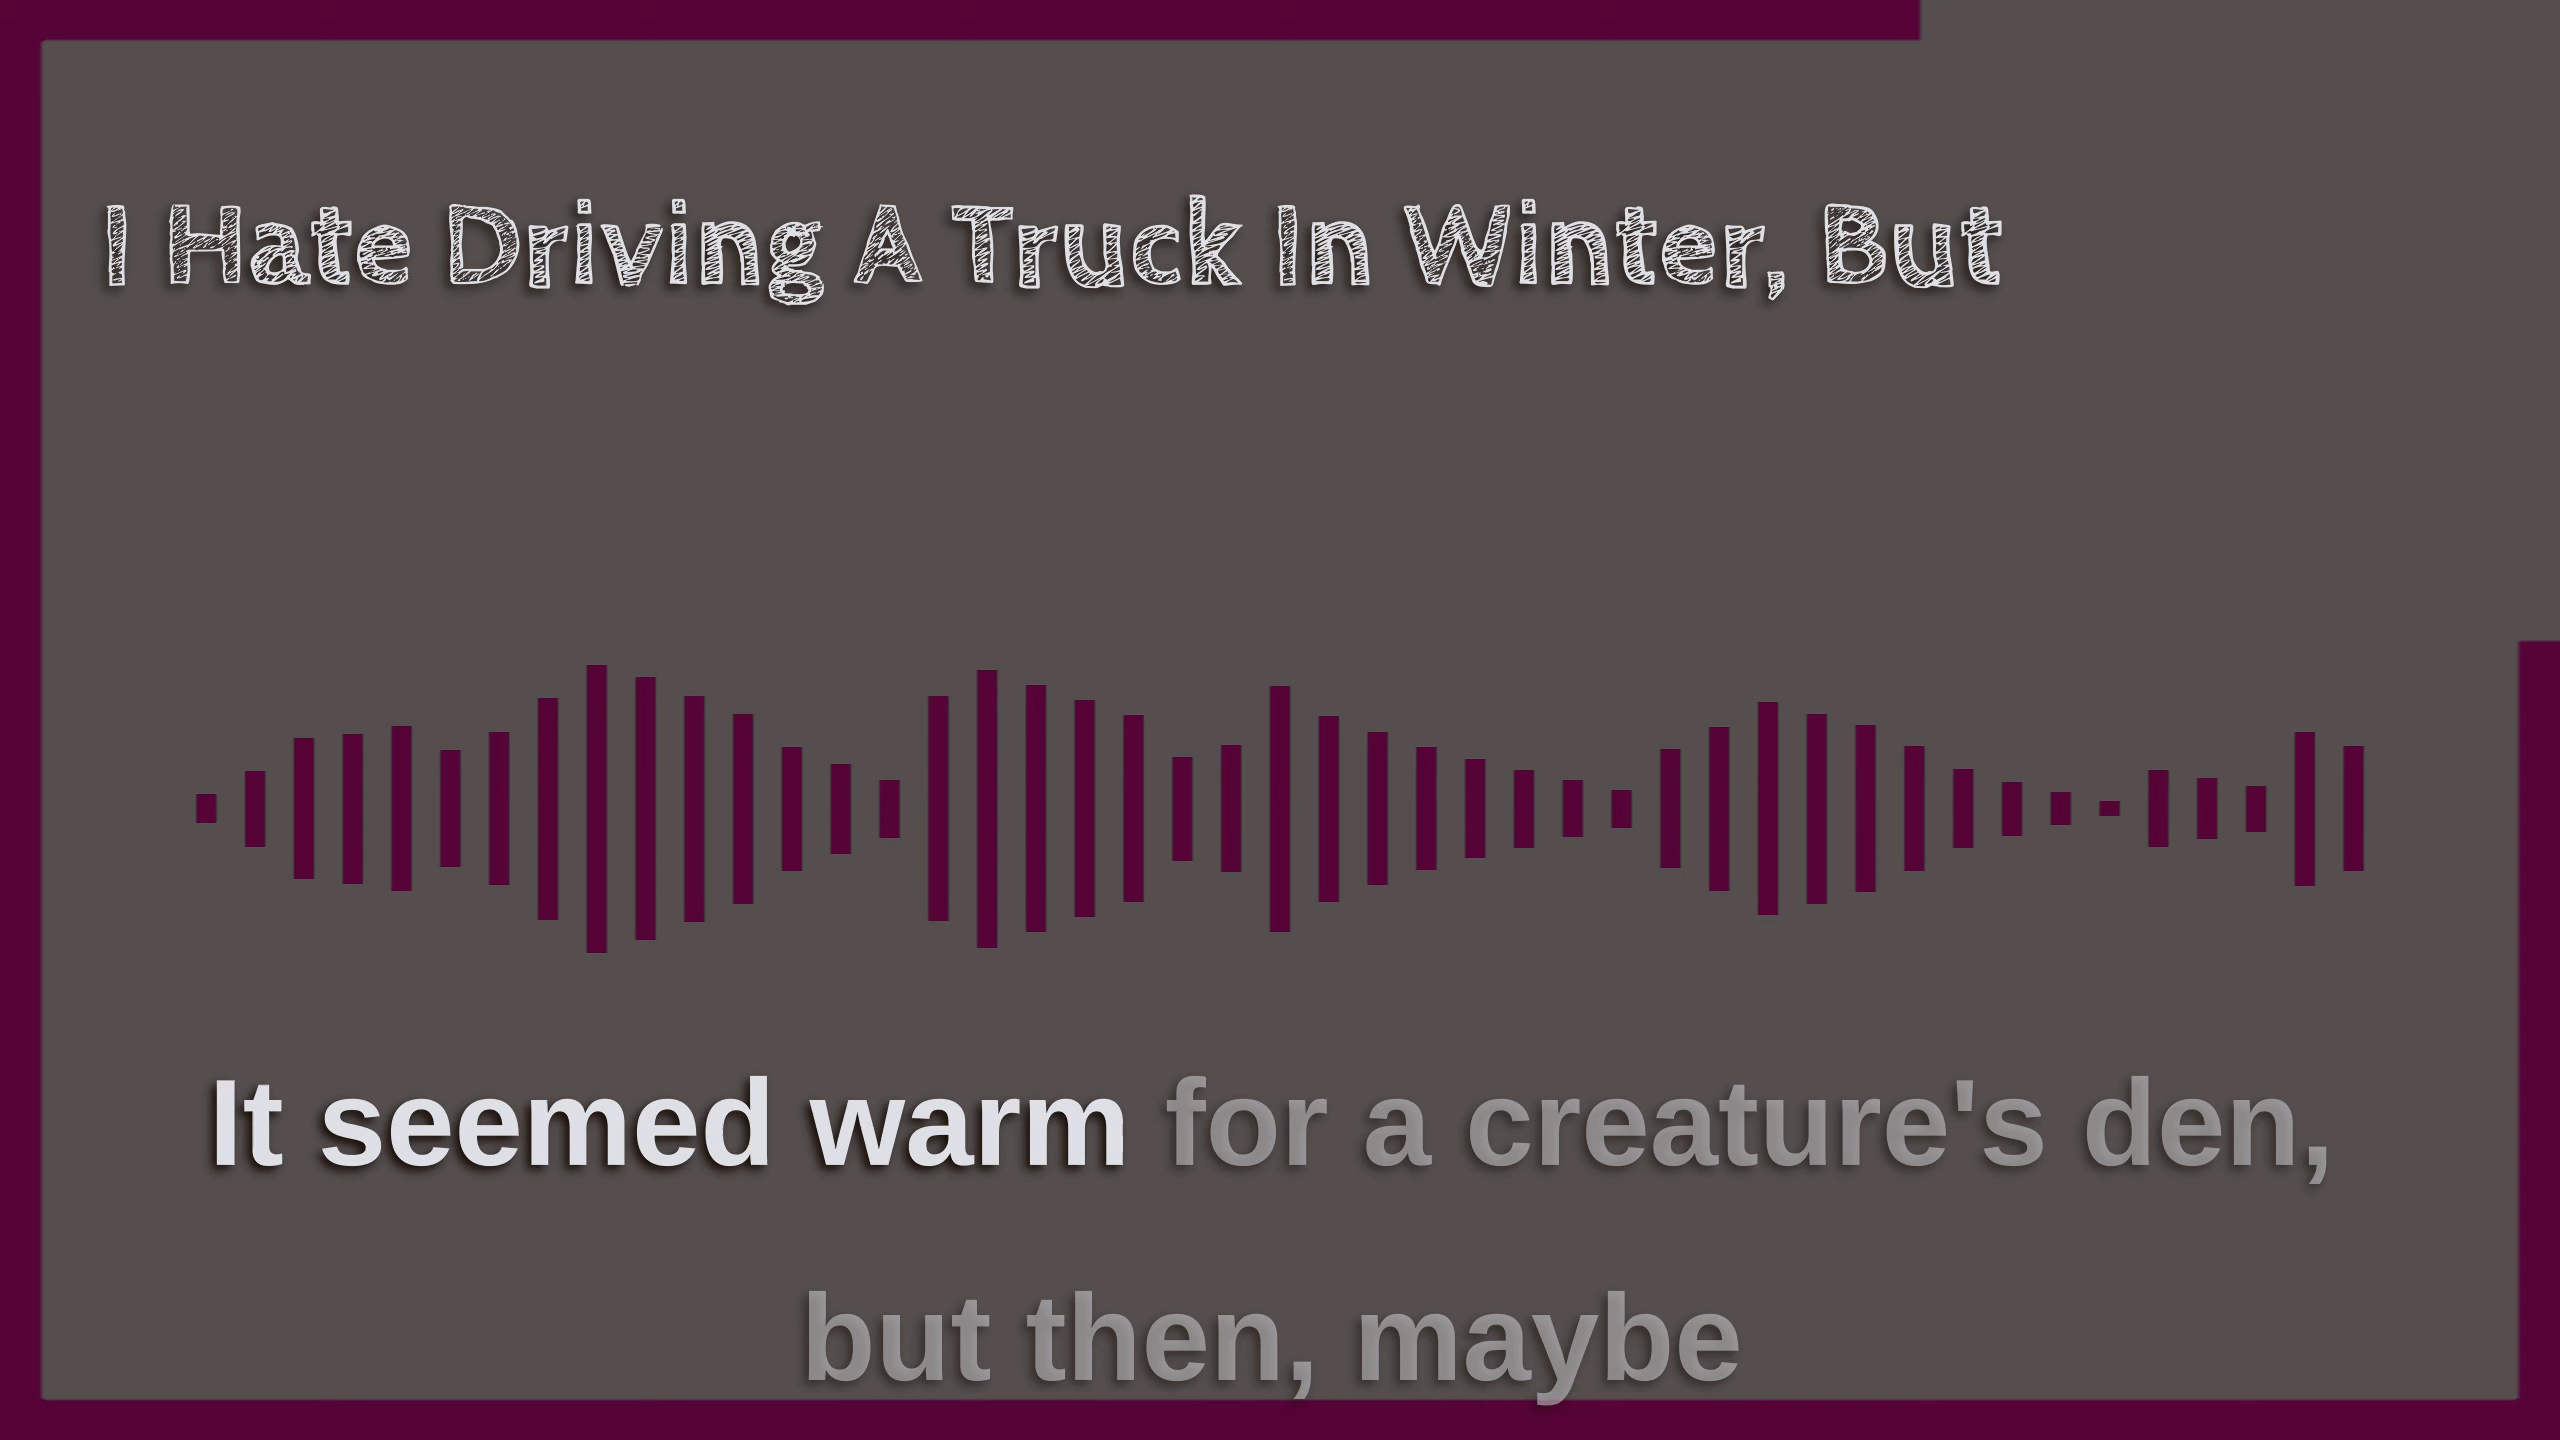 I Hate Driving A Truck In Winter, But
It seemed warm for a creature's den,
but then, maybe